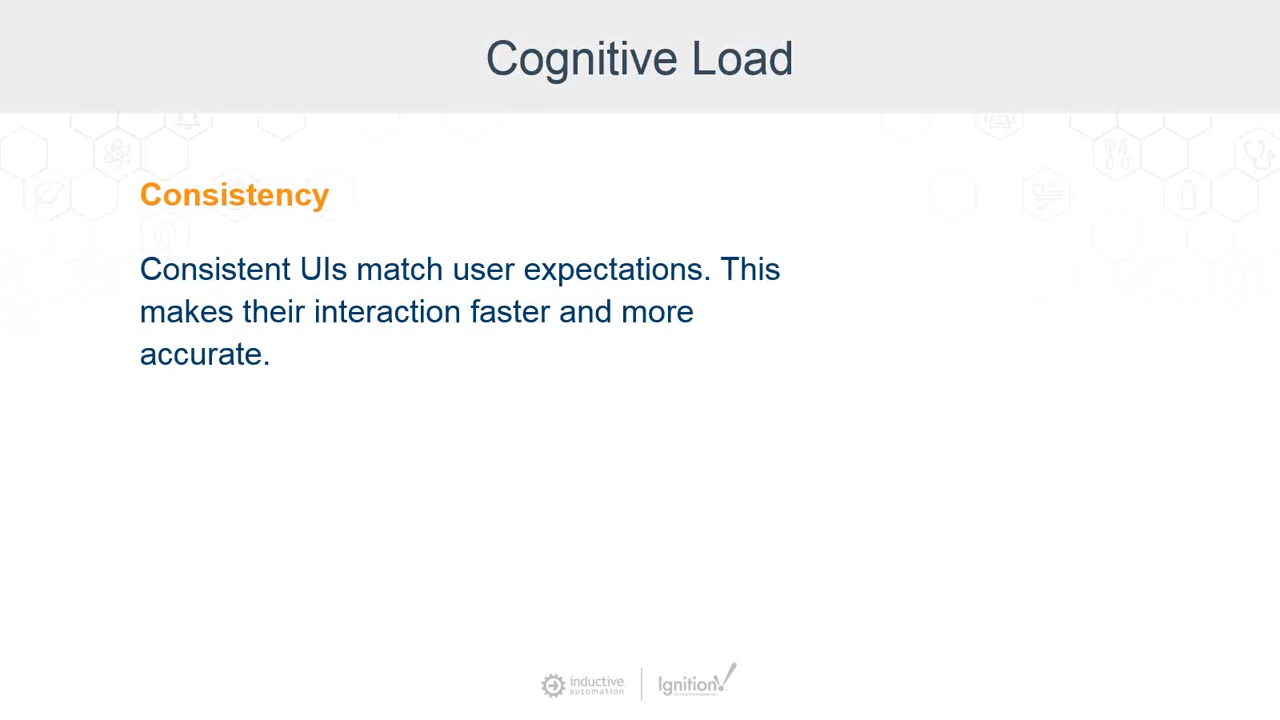 Cognitive Load
Consistency
Consistent UIs match user expectations. This
makes their interaction faster and more
accurate.
inductive
automation
Ignition!